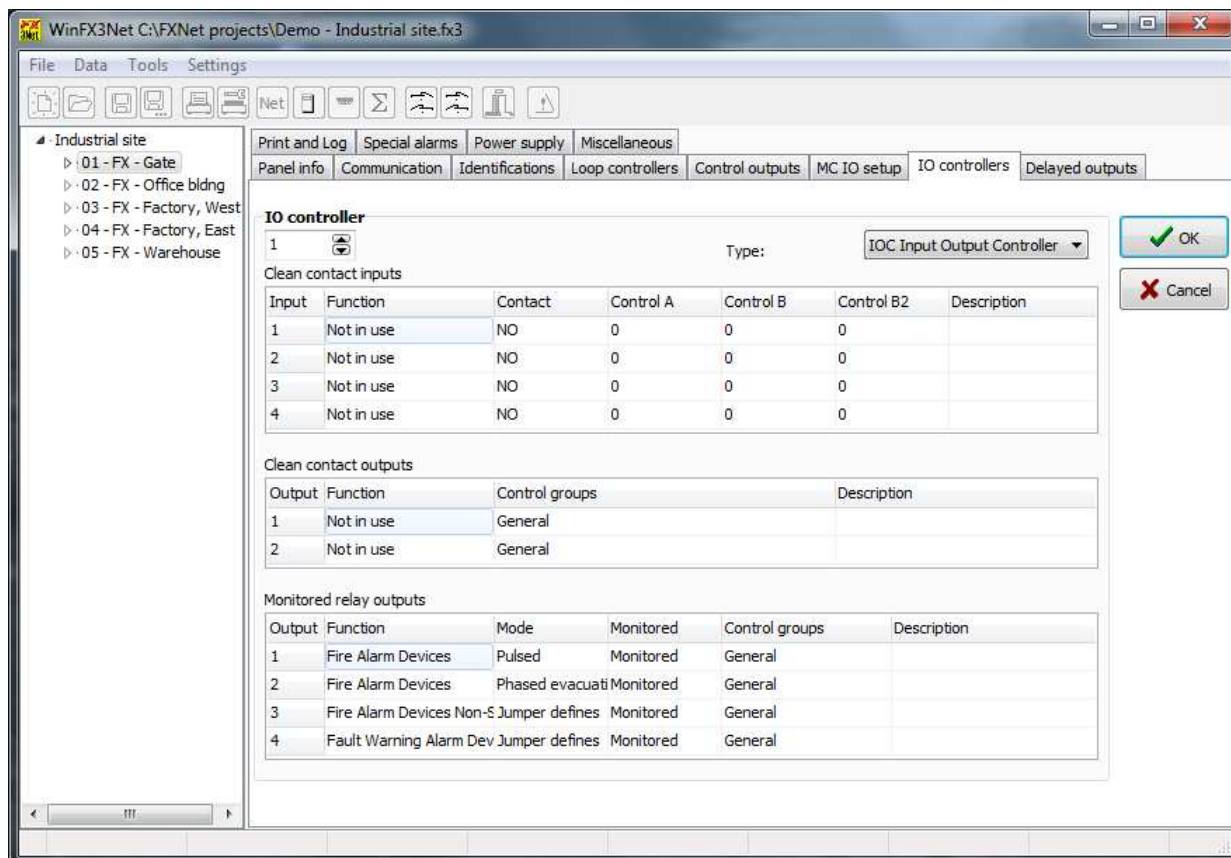 WinFX3Net C:\FXNet projects\Demo - Industrial site.fx3
File Data Tools Settings
Net Σ
Industrial site
01 - FX - Gate
02 - FX - Office bldng
03 - FX - Factory, West
04 - FX - Factory, East
05 - FX - Warehouse
Print and Log Special alarms Power supply Miscellaneous
Panel info Communication Identifications Loop controllers Control outputs MC IO setup IO controllers Delayed outputs
IO controller
1 Type: IOC Input Output Controller
Clean contact inputs
Input Function Contact Control A Control B Control B2 Description
1 Not in use NO 0 0 0
2 Not in use NO 0 0 0
3 Not in use NO 0 0 0
4 Not in use NO 0 0 0
Clean contact outputs
Output Function Control groups Description
1 Not in use General
2 Not in use General
Monitored relay outputs
Output Function Mode Monitored Control groups Description
1 Fire Alarm Devices Pulsed Monitored General
2 Fire Alarm Devices Phased evacuati Monitored General
3 Fire Alarm Devices Non-S Jumper defines Monitored General
4 Fault Warning Alarm Dev Jumper defines Monitored General
OK
Cancel